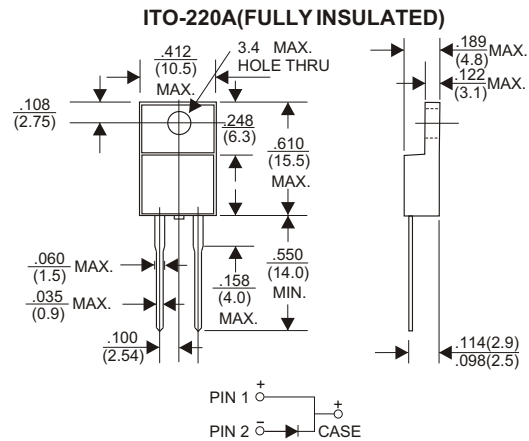 ITO-220A(FULLY INSULATED)
.412
(10.5)
MAX.
3.4 MAX.
HOLE THRU
.189
(4.8)
MAX.
.122
(3.1)
MAX.
.108
(2.75)
.248
(6.3)
.610
(15.5)
MAX.
.060
(1.5)
MAX.
.035
(0.9)
MAX.
.158
(4.0)
MAX.
.550
(14.0)
MIN.
.100
(2.54)
.114(2.9)
.098(2.5)
PIN 1 +
+
PIN 2 - CASE